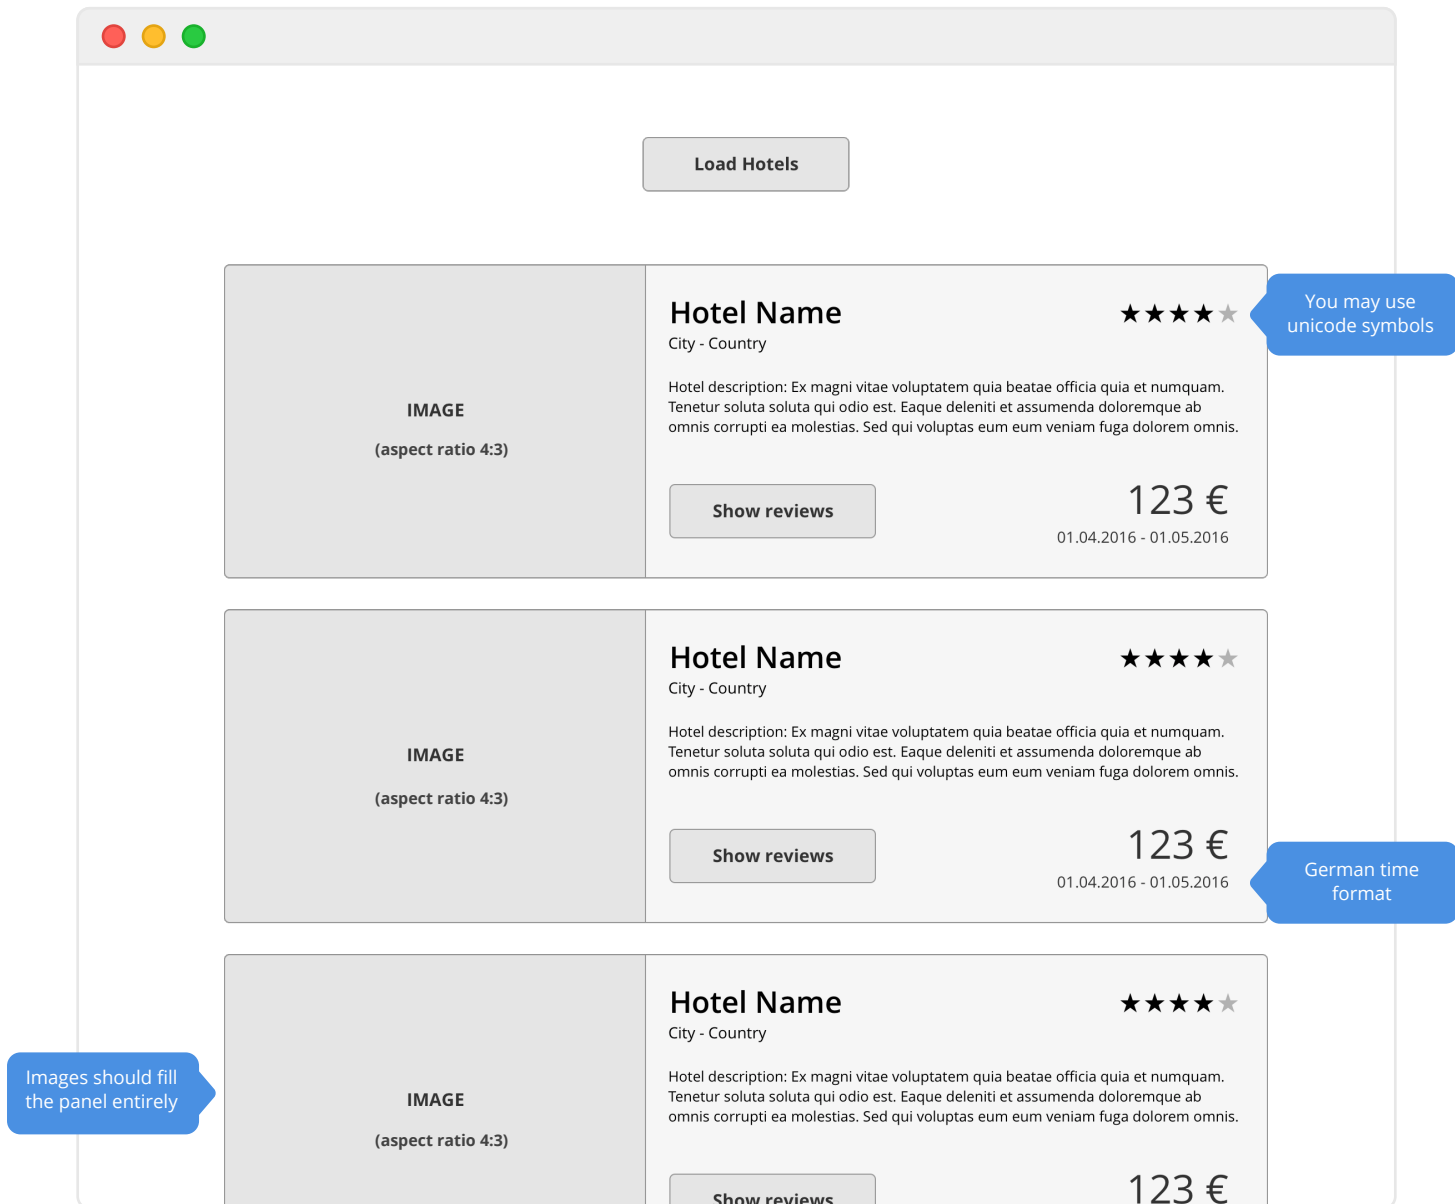 Load Hotels
Hotel Name
★★★★★
You may use
unicode symbols
City - Country
Hotel description: Ex magni vitae voluptatem quia beatae officia quia et numquam.
Tenetur soluta soluta qui odio est. Eaque deleniti et assumenda doloremque ab
omnis corrupti ea molestias. Sed qui voluptas eum eum veniam fuga dolorem omnis.
IMAGE
(aspect ratio 4:3)
Show reviews
123 €
01.04.2016 - 01.05.2016
Hotel Name
★★★★★
City - Country
Hotel description: Ex magni vitae voluptatem quia beatae officia quia et numquam.
Tenetur soluta soluta qui odio est. Eaque deleniti et assumenda doloremque ab
omnis corrupti ea molestias. Sed qui voluptas eum eum veniam fuga dolorem omnis.
IMAGE
(aspect ratio 4:3)
Show reviews
123 €
01.04.2016 - 01.05.2016
German time
format
Hotel Name
★★★★★
City - Country
Hotel description: Ex magni vitae voluptatem quia beatae officia quia et numquam.
Tenetur soluta soluta qui odio est. Eaque deleniti et assumenda doloremque ab
omnis corrupti ea molestias. Sed qui voluptas eum eum veniam fuga dolorem omnis.
Images should fill
the panel entirely
IMAGE
(aspect ratio 4:3)
Show reviews
123 €